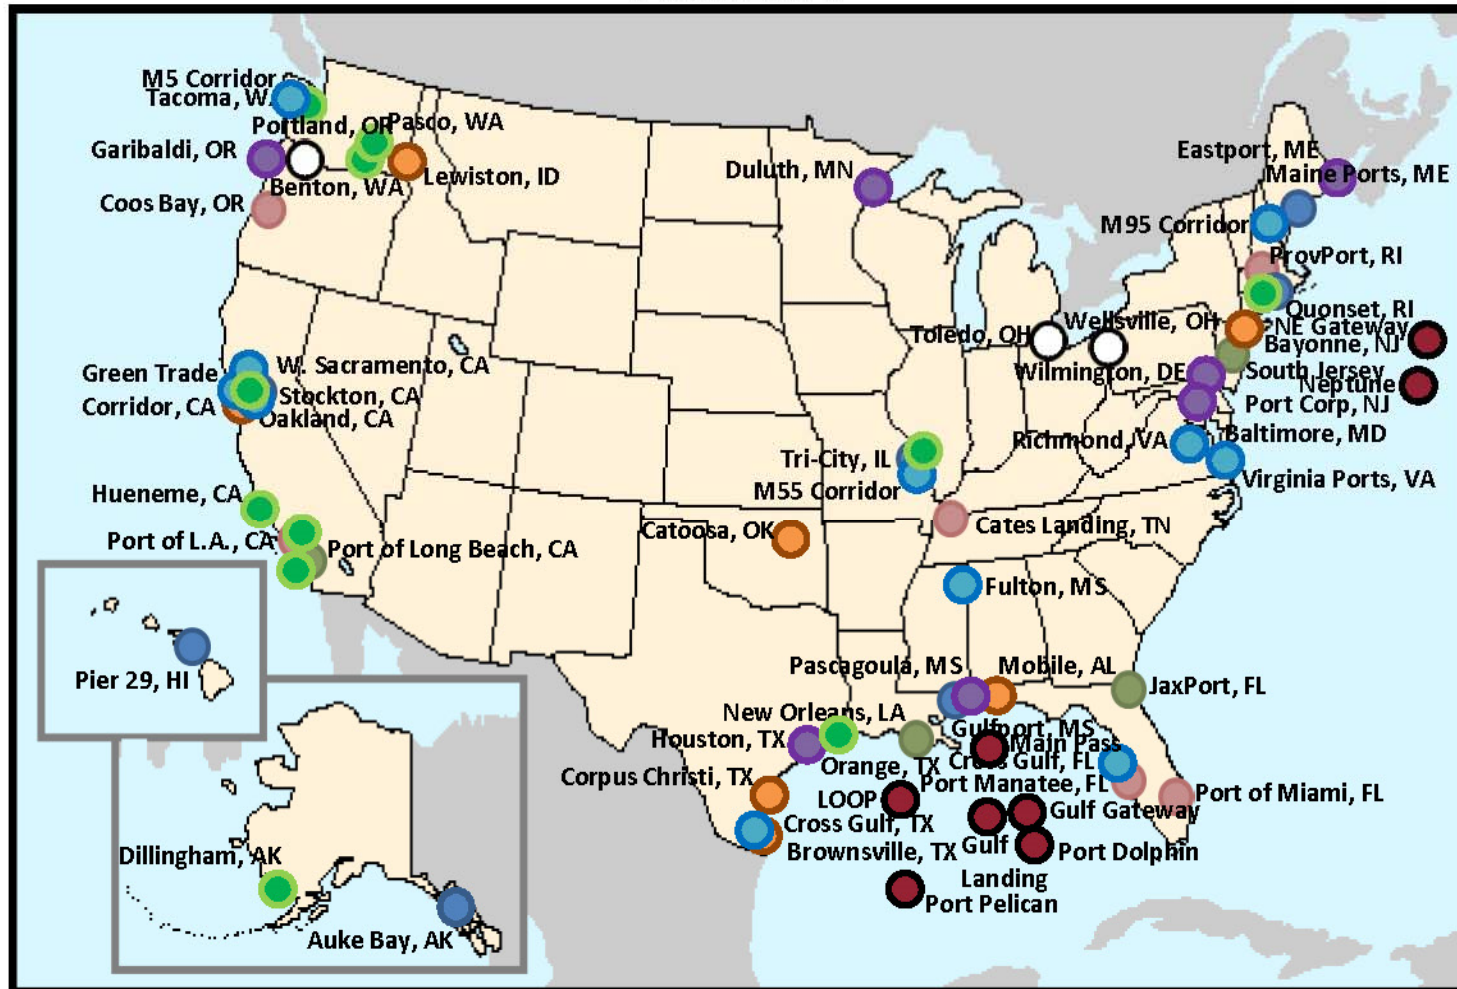 M5 Corridor
Tacoma, WA
Portland, OR
Pasco, WA
Garibaldi, OR
Benton, WA
Lewiston, ID
Coos Bay, OR
Duluth, MN
Eastport, ME
Maine Ports, ME
M95 Corridor
ProvPort, RI
Quonset, RI
Toledo, OH
Wellsville, OH
NE Gateway
Bayonne, NJ
Wilmington, DE
South Jersey
Neptune
Port Corp, NJ
Green Trade
Corridor, CA
W. Sacramento, CA
Stockton, CA
Oakland, CA
Richmond, VA
Baltimore, MD
Tri-City, IL
M55 Corridor
Virginia Ports, VA
Hueneme, CA
Port of L.A., CA
Port of Long Beach, CA
Catoosa, OK
Cates Landing, TN
Fulton, MS
Pier 29, HI
Pascagoula, MS
Mobile, AL
JaxPort, FL
New Orleans, LA
Gulfport, MS
Houston, TX
Main Pass
Orange, TX
Cross Gulf, FL
Corpus Christi, TX
Port Manatee, FL
LOOP
Port of Miami, FL
Gulf Gateway
Cross Gulf, TX
Brownsville, TX
Gulf
Landing
Port Dolphin
Port Pelican
Dillingham, AK
Auke Bay, AK